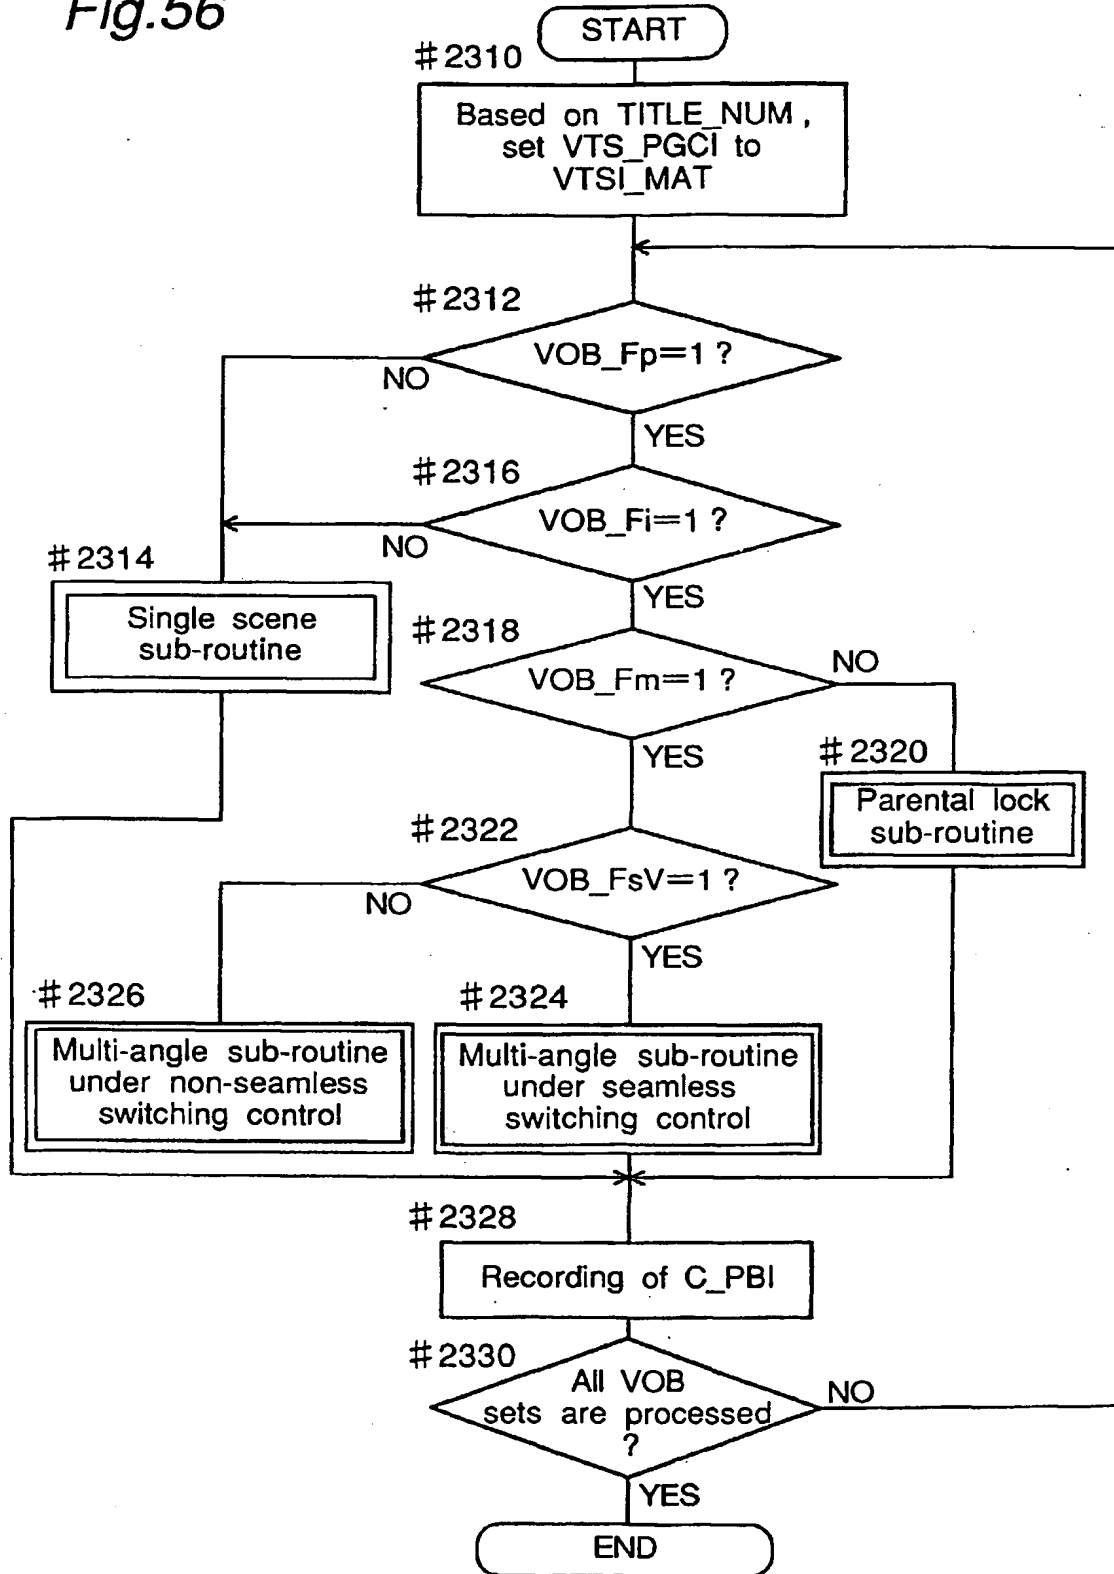 Fig.56
START
#2310
Based on TITLE_NUM,
set VTS_PGCI to
VTSI_MAT
#2312
VOB_Fp=1 ?
NO
YES
#2316
VOB_Fi=1 ?
NO
YES
#2314
Single scene
sub-routine
#2318
VOB_Fm=1 ?
NO
YES
#2320
Parental lock
sub-routine
#2322
VOB_FsV=1 ?
NO
YES
#2326
Multi-angle sub-routine
under non-seamless
switching control
#2324
Multi-angle sub-routine
under seamless
switching control
#2328
Recording of C_PBI
#2330
All VOB
sets are processed
?
NO
YES
END